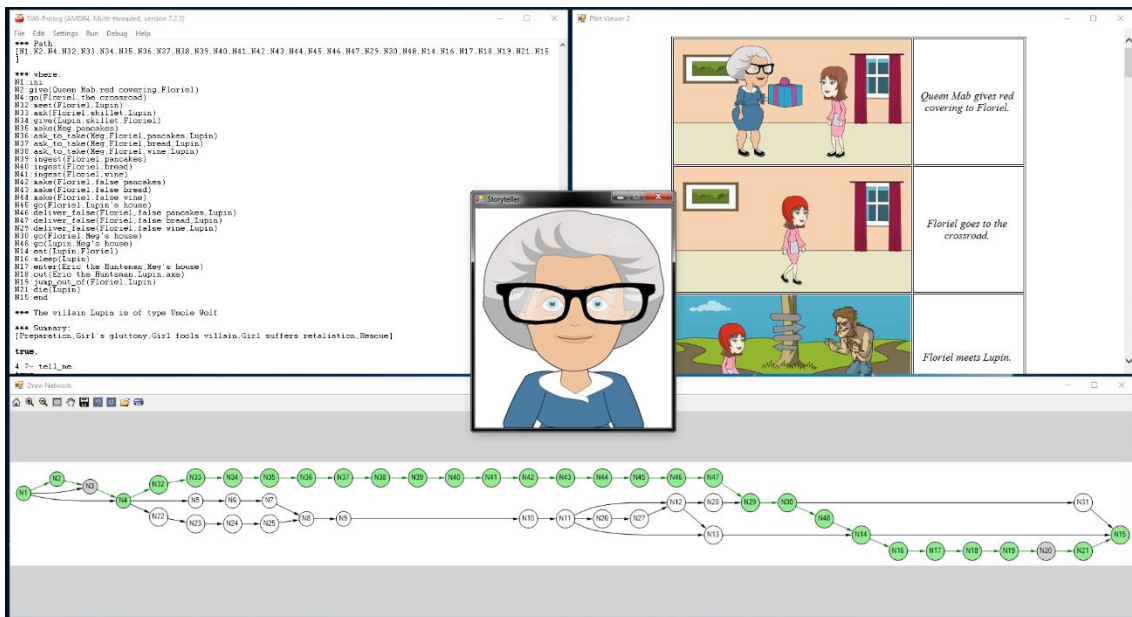 SWI-Prolog (AMD64, Multi-threaded, version 7.2.3)
File Edit Settings Run Debug Help
*** Path:
[N1,N2,N4,N32,N33,N34,N35,N36,N37,N38,N39,N40,N41,N42,N43,N44,N45,N46,N47,N29,N30,N48,N14,N16,N17,N18,N19,N21,N15
]
*** where:
N1:ini
N2:give(Queen Mab,red covering,Floriel)
N4:go(Floriel,the crossroad)
N32:meet(Floriel,Lupin)
N33:ask(Floriel,skillet,Lupin)
N34:give(Lupin,skillet,Floriel)
N35:make(Meg,pancakes)
N36:ask_to_take(Meg,Floriel,pancakes,Lupin)
N37:ask_to_take(Meg,Floriel,bread,Lupin)
N38:ask_to_take(Meg,Floriel,wine,Lupin)
N39:ingest(Floriel,pancakes)
N40:ingest(Floriel,bread)
N41:ingest(Floriel,wine)
N42:make(Floriel,false pancakes)
N43:make(Floriel,false bread)
N44:make(Floriel,false wine)
N45:go(Floriel,Lupin's house)
N46:deliver_false(Floriel,false pancakes,Lupin)
N47:deliver_false(Floriel,false bread,Lupin)
N29:deliver_false(Floriel,false wine,Lupin)
N30:go(Floriel,Meg's house)
N48:go(Lupin,Meg's house)
N14:eat(Lupin,Floriel)
N16:sleep(Lupin)
N17:enter(Eric the Huntsman,Meg's house)
N18:cut(Eric the Huntsman,Lupin,axe)
N19:jump_out_of(Floriel,Lupin)
N21:die(Lupin)
N15:end
*** The villain Lupin is of type Uncle Wolf
*** Summary:
[Preparation,Girl's gluttony,Girl fools villain,Girl suffers retaliation,Rescue]
true.
4 ?- tell_me.
Plot Viewer 2
Queen Mab gives red
covering to Floriel.
Floriel goes to the
crossroad.
Floriel meets Lupin.
Storyteller
Draw Network
N1 N2 N3 N4 N32 N33 N34 N35 N36 N37 N38 N39 N40 N41 N42 N43 N44 N45 N46 N47
N5 N6 N7 N12 N28 N29 N30 N31
N22 N23 N24 N25 N8 N9 N10 N11 N26 N27 N13 N48 N14 N15
N16 N17 N18 N19 N20 N21